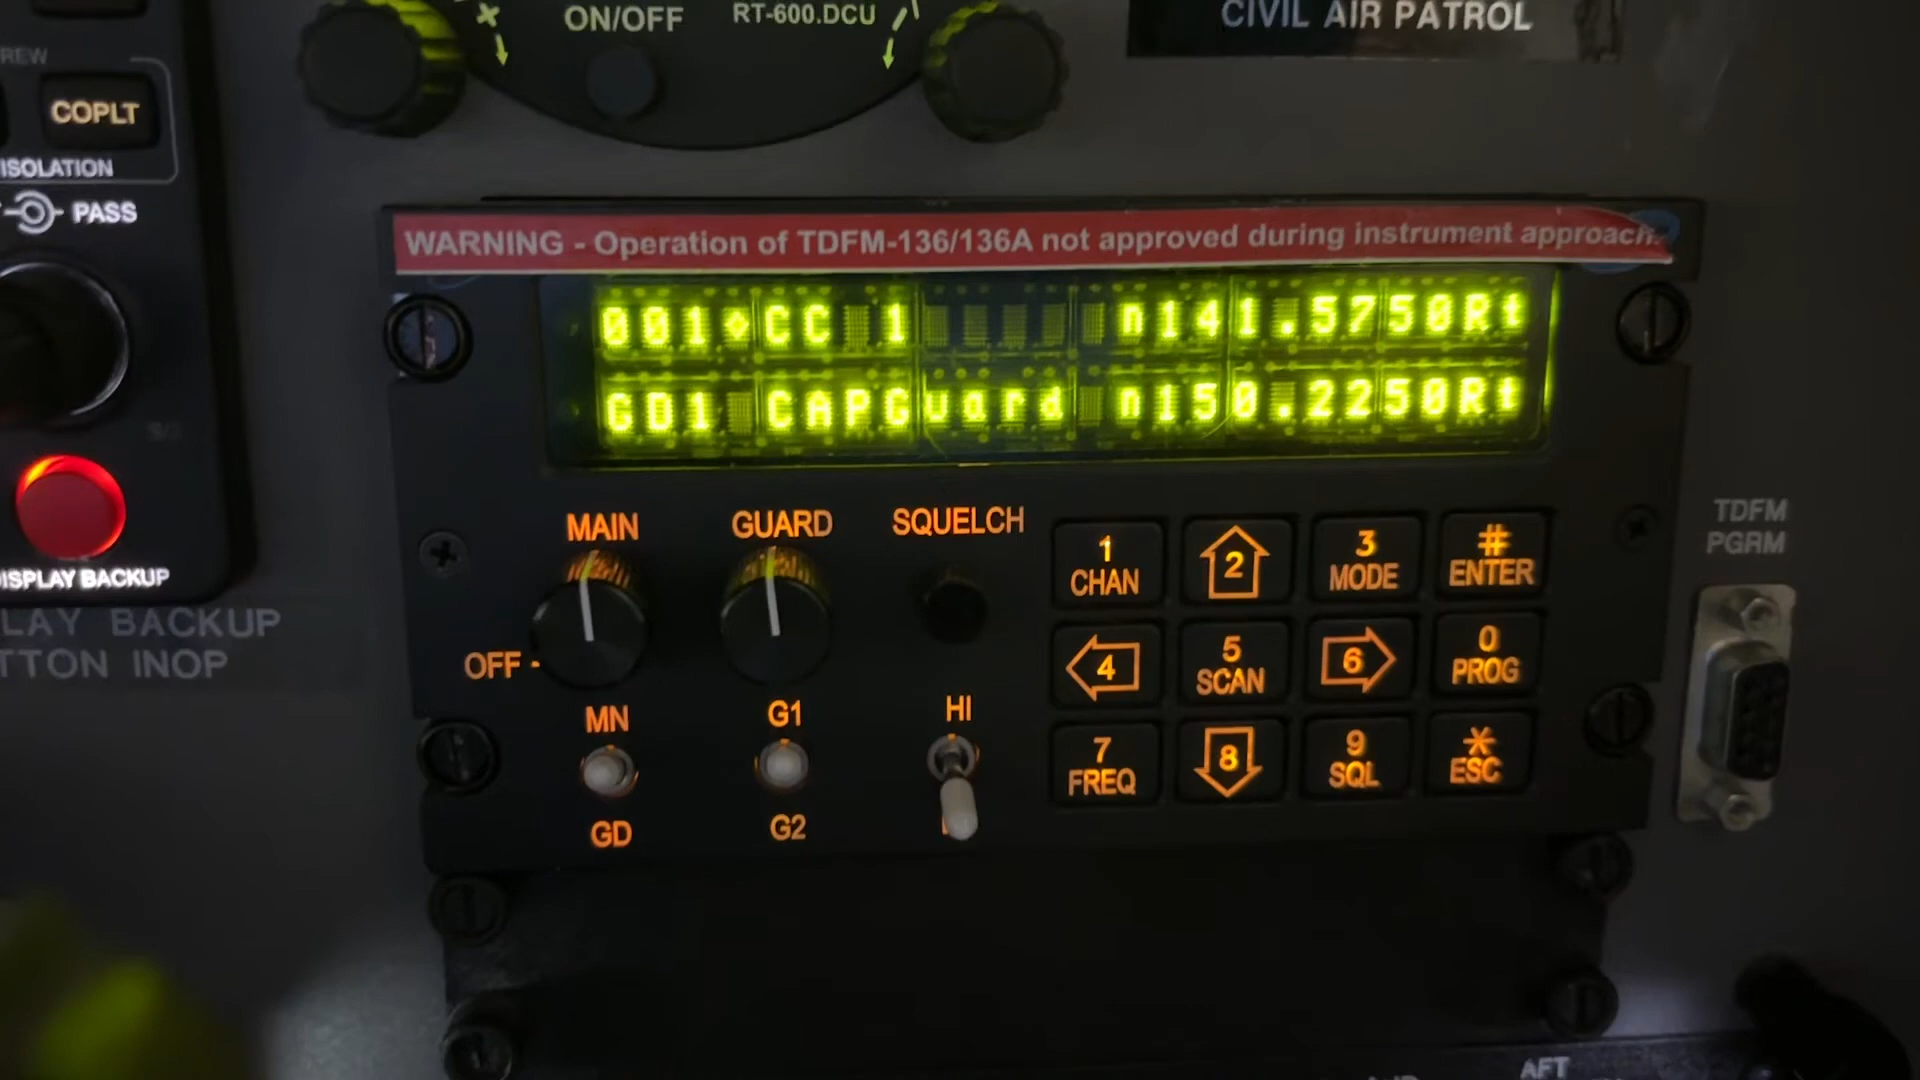 ON/OFF
RT-600.DCU
CIVIL AIR PATROL
COPLT
ISOLATION
PASS
WARNING - Operation of TDFM-136/136A not approved during instrument approach.
001 CC 1 n141.5750Rt
GD1 CAPGuard n150.2250Rt
MAIN
GUARD
SQUELCH
OFF -
MN
GD
G1
G2
HI
1
CHAN
2
3
MODE
#
ENTER
4
5
SCAN
6
0
PROG
7
FREQ
8
9
SQL
*
ESC
TDFM
PGRM
DISPLAY BACKUP
LAY BACKUP
TTON INOP
AFT